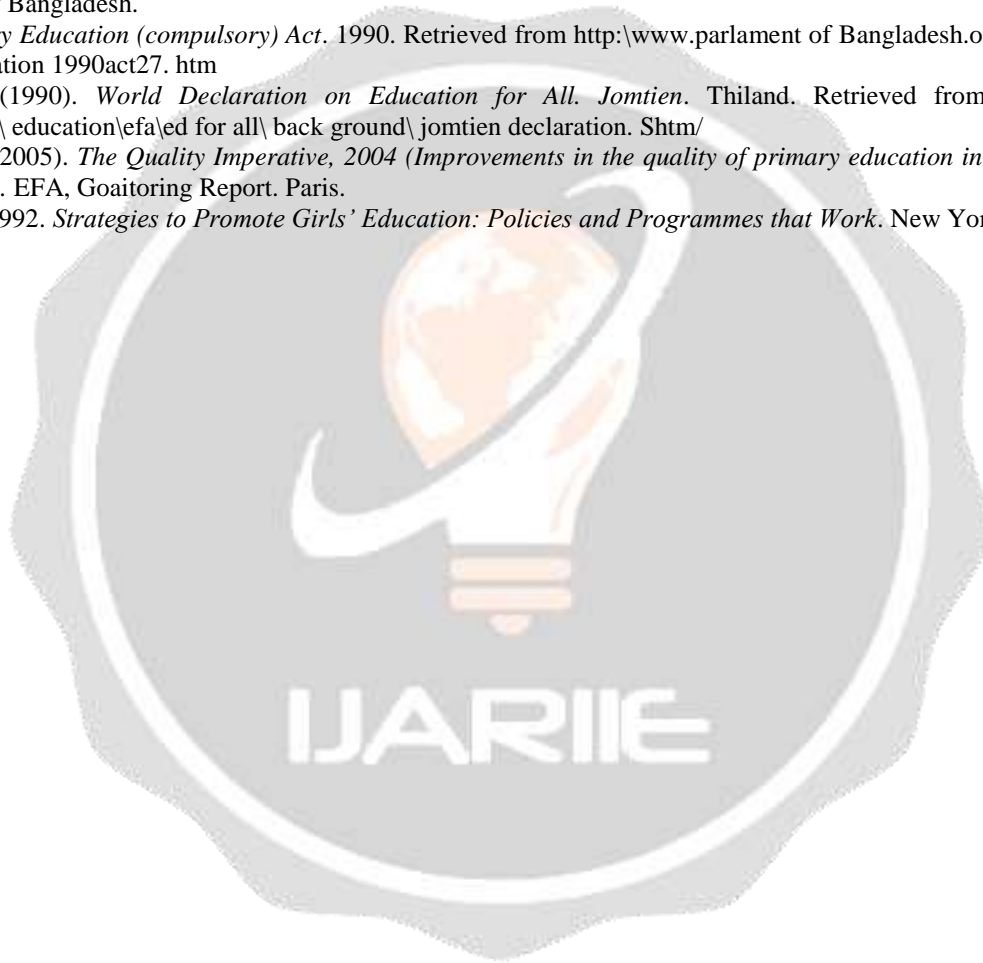 Bangladesh.
y Education (compulsory) Act. 1990. Retrieved from http:\www.parlament of Bangladesh.o
ation 1990act27. htm
(1990). World Declaration on Education for All. Jomtien. Thiland. Retrieved from
\ education\efa\ed for all\ back ground\ jomtien declaration. Shtm/
2005). The Quality Imperative, 2004 (Improvements in the quality of primary education in
. EFA, Goaitoring Report. Paris.
992. Strategies to Promote Girls' Education: Policies and Programmes that Work. New Yor
IJARIIE